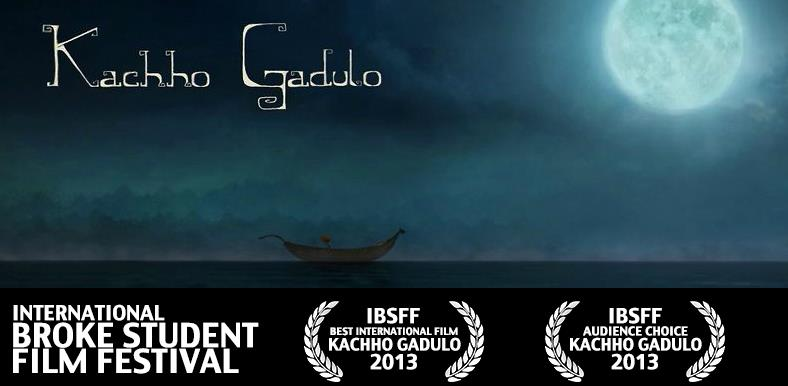 Kachho Gadulo
INTERNATIONAL
BROKE STUDENT
FILM FESTIVAL
IBSFF
BEST INTERNATIONAL FILM
KACHHO GADULO
2013
IBSFF
AUDIENCE CHOICE
KACHHO GADULO
2013